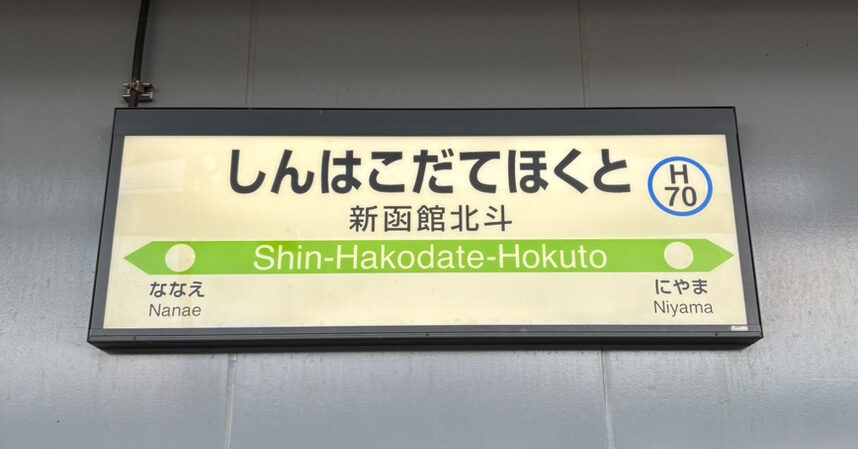 しんはこだてほくと
H
70
新函館北斗
Shin-Hakodate-Hokuto
ななえ
Nanae
にやま
Niyama